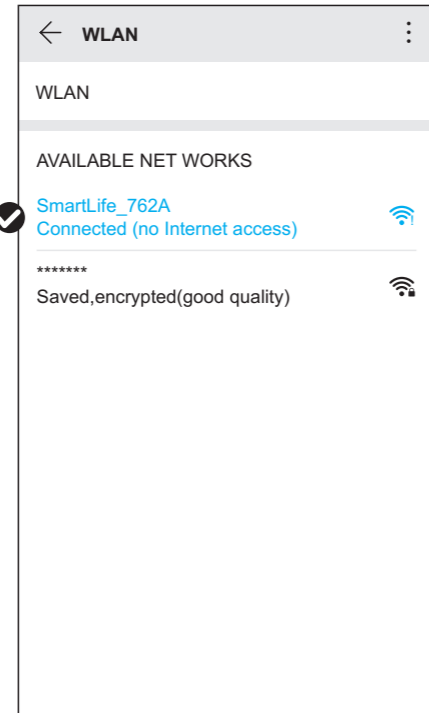 WLAN
WLAN
AVAILABLE NET WORKS
SmartLife_762A
Connected (no Internet access)
*******
Saved,encrypted(good quality)